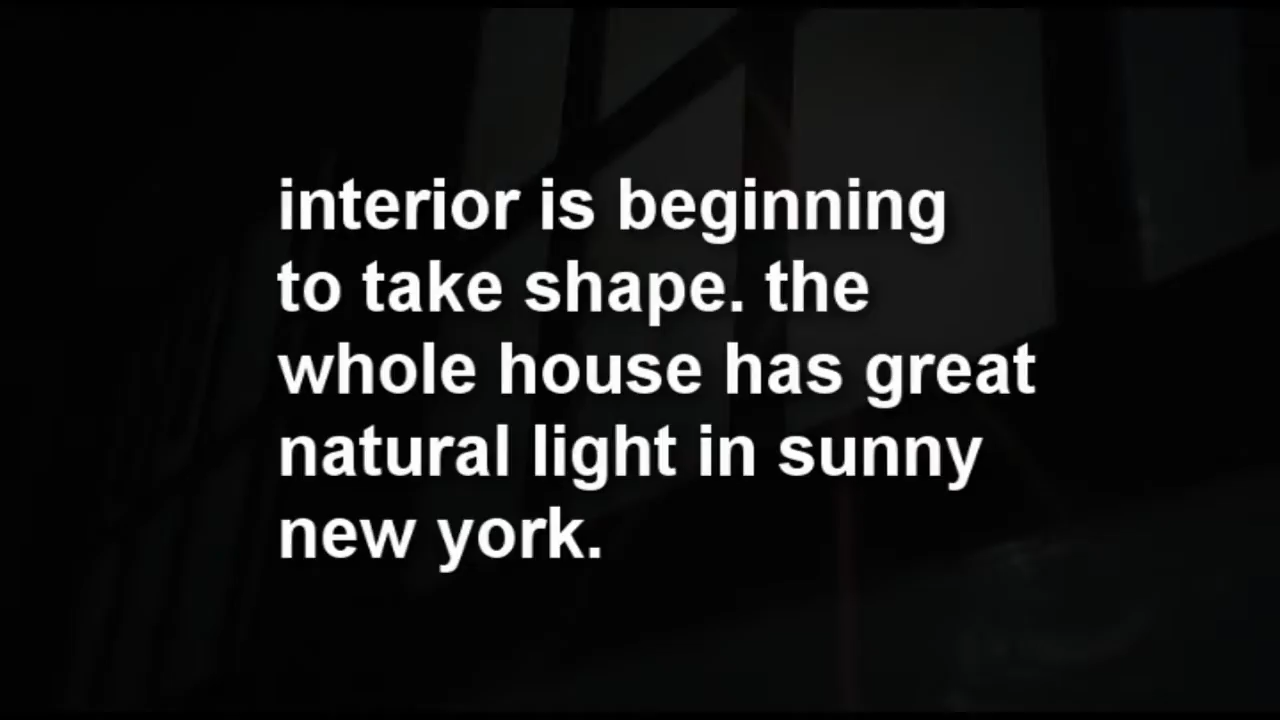 interior is beginning
to take shape. the
whole house has great
natural light in sunny
new york.